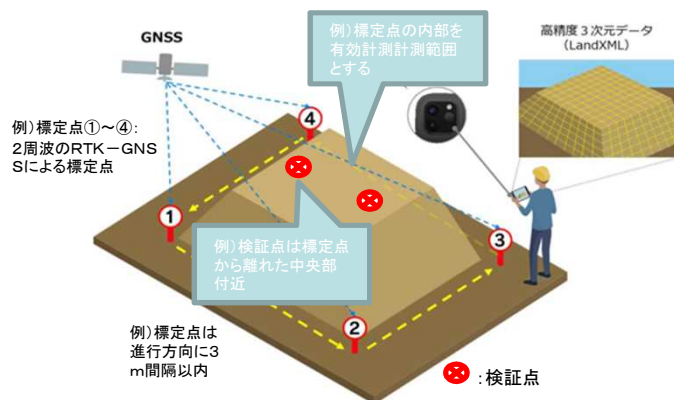 GNSS
例）標定点の内部を
有効計測計測範囲
とする
高精度３次元データ
（LandXML）
例）標定点①～④：
２周波のRTK－GNS
Sによる標定点
④
①
③
②
例）検証点は標定点
から離れた中央部
付近
例）標定点は
進行方向に３
ｍ間隔以内
：検証点